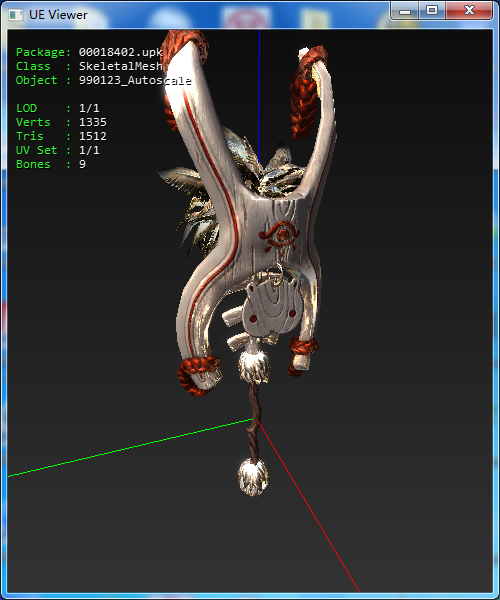 UE Viewer
Package: 00018402.upk
Class : SkeletalMesh
Object : 990123_Autoscale
LOD : 1/1
Verts : 1335
Tris : 1512
UV Set : 1/1
Bones : 9